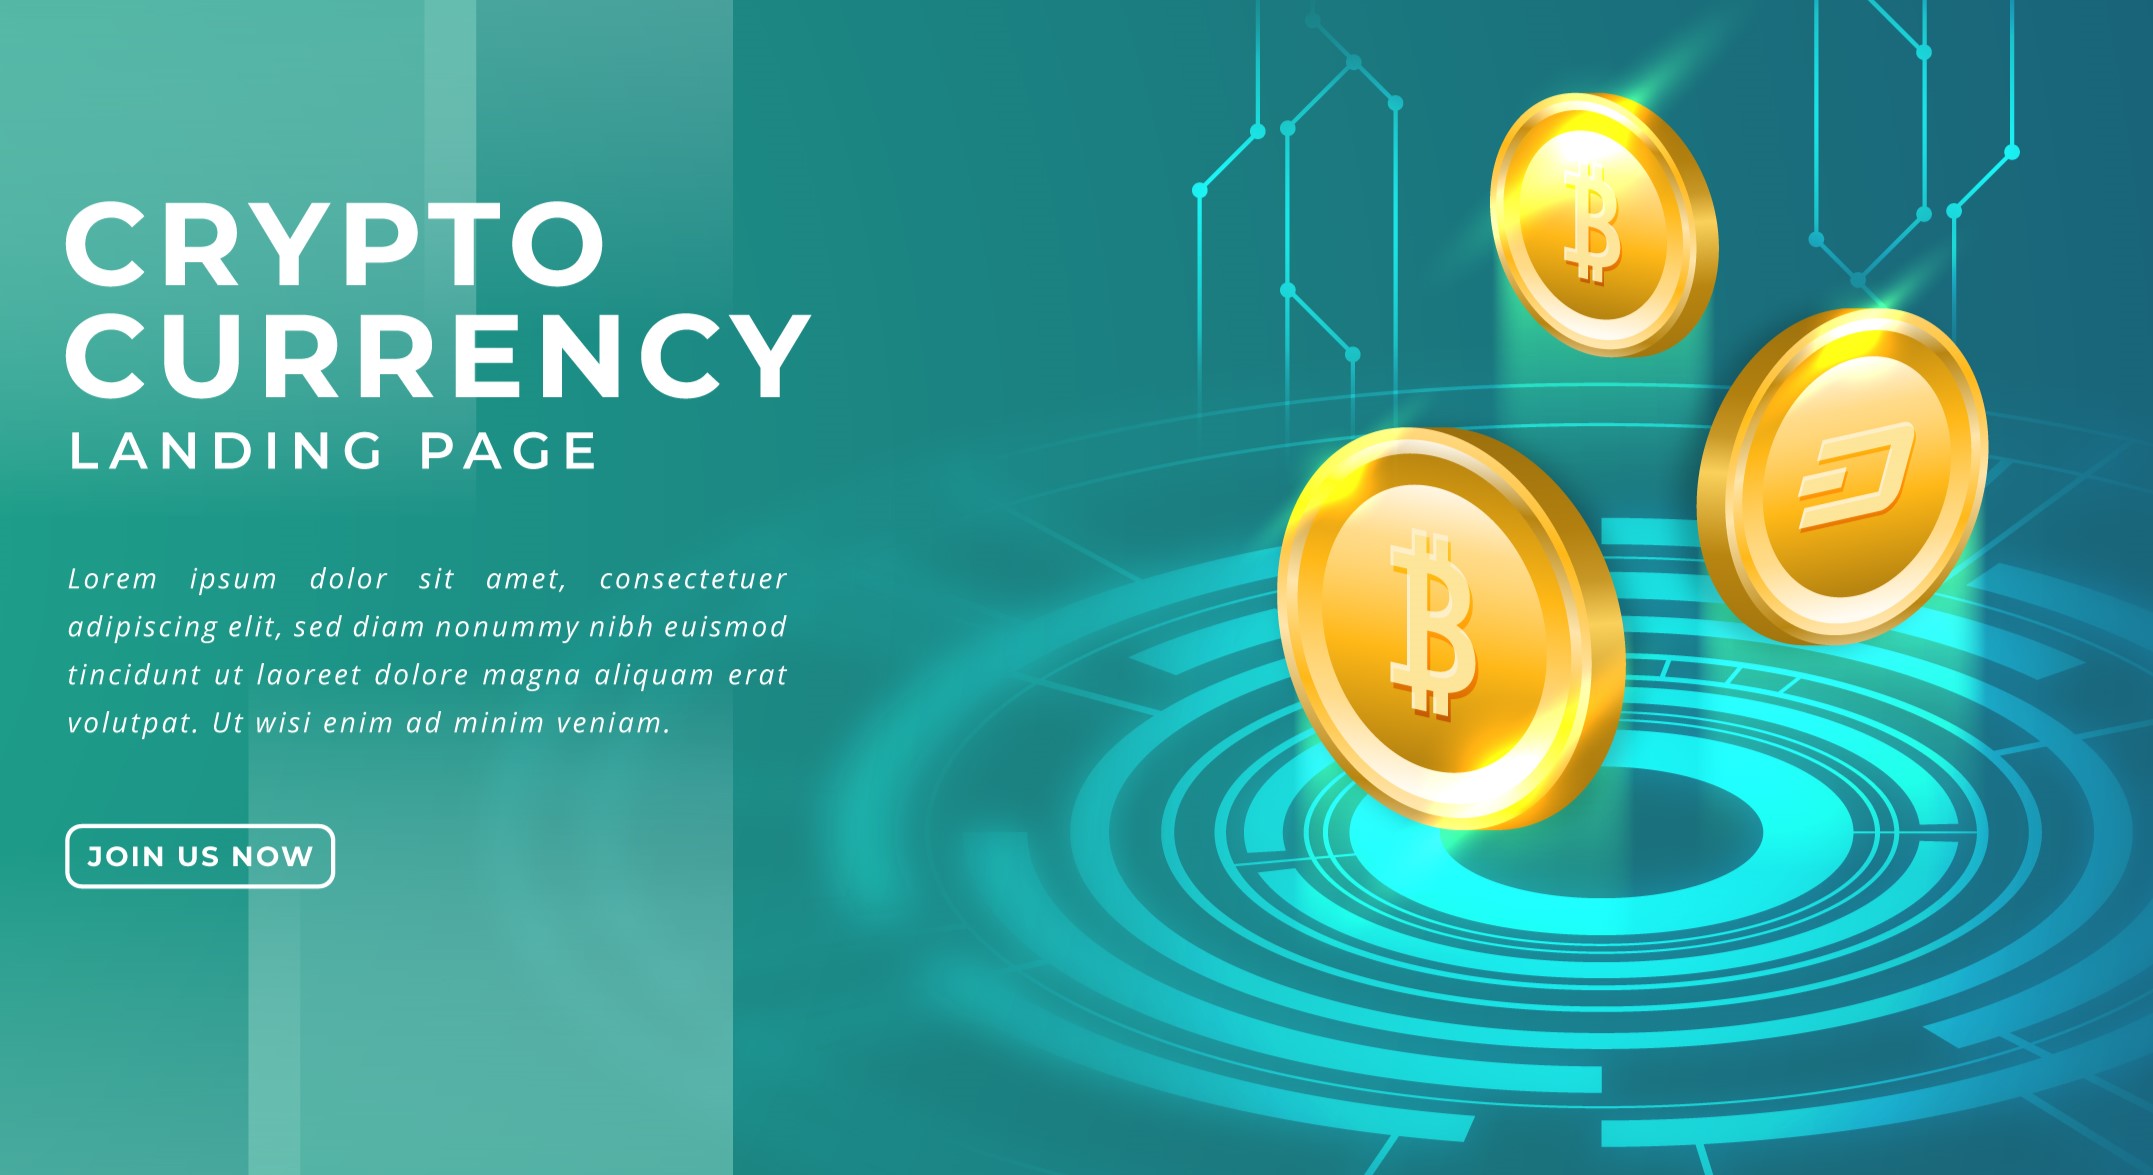 CRYPTO
CURRENCY
LANDING PAGE
Lorem ipsum dolor sit amet, consectetuer
adipiscing elit, sed diam nonummy nibh euismod
tincidunt ut laoreet dolore magna aliquam erat
volutpat. Ut wisi enim ad minim veniam.
JOIN US NOW